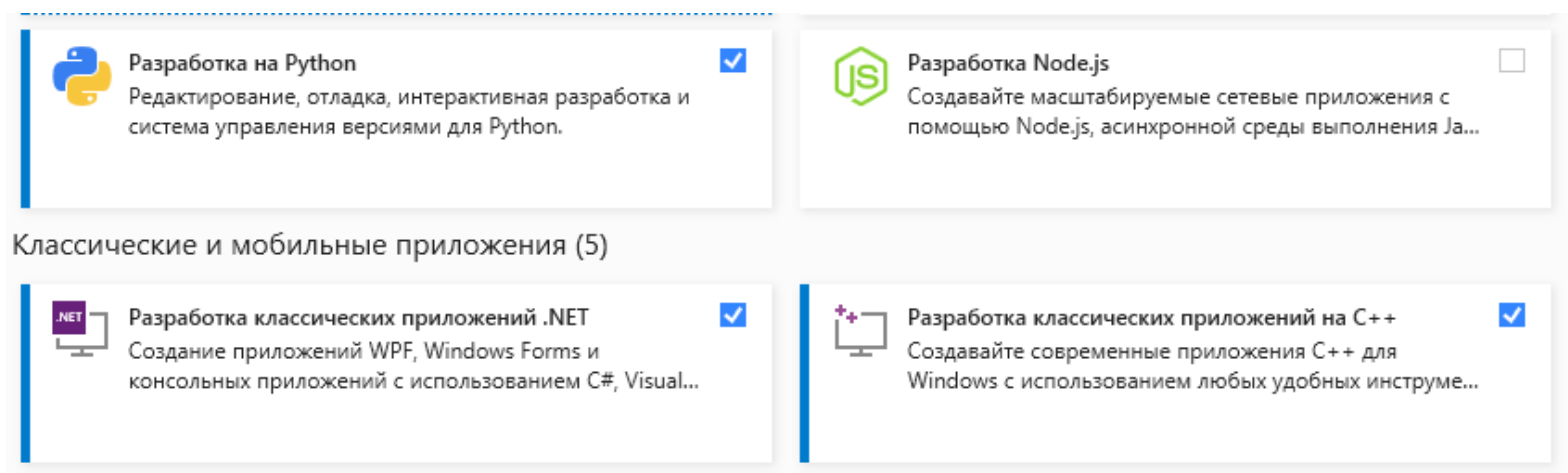 Разработка на Python
Редактирование, отладка, интерактивная разработка и
система управления версиями для Python.
JS
Разработка Node.js
Создавайте масштабируемые сетевые приложения с
помощью Node.js, асинхронной среды выполнения Ja...
Классические и мобильные приложения (5)
.NET
Разработка классических приложений .NET
Создание приложений WPF, Windows Forms и
консольных приложений с использованием C#, Visual...
Разработка классических приложений на C++
Создавайте современные приложения C++ для
Windows с использованием любых удобных инструме...